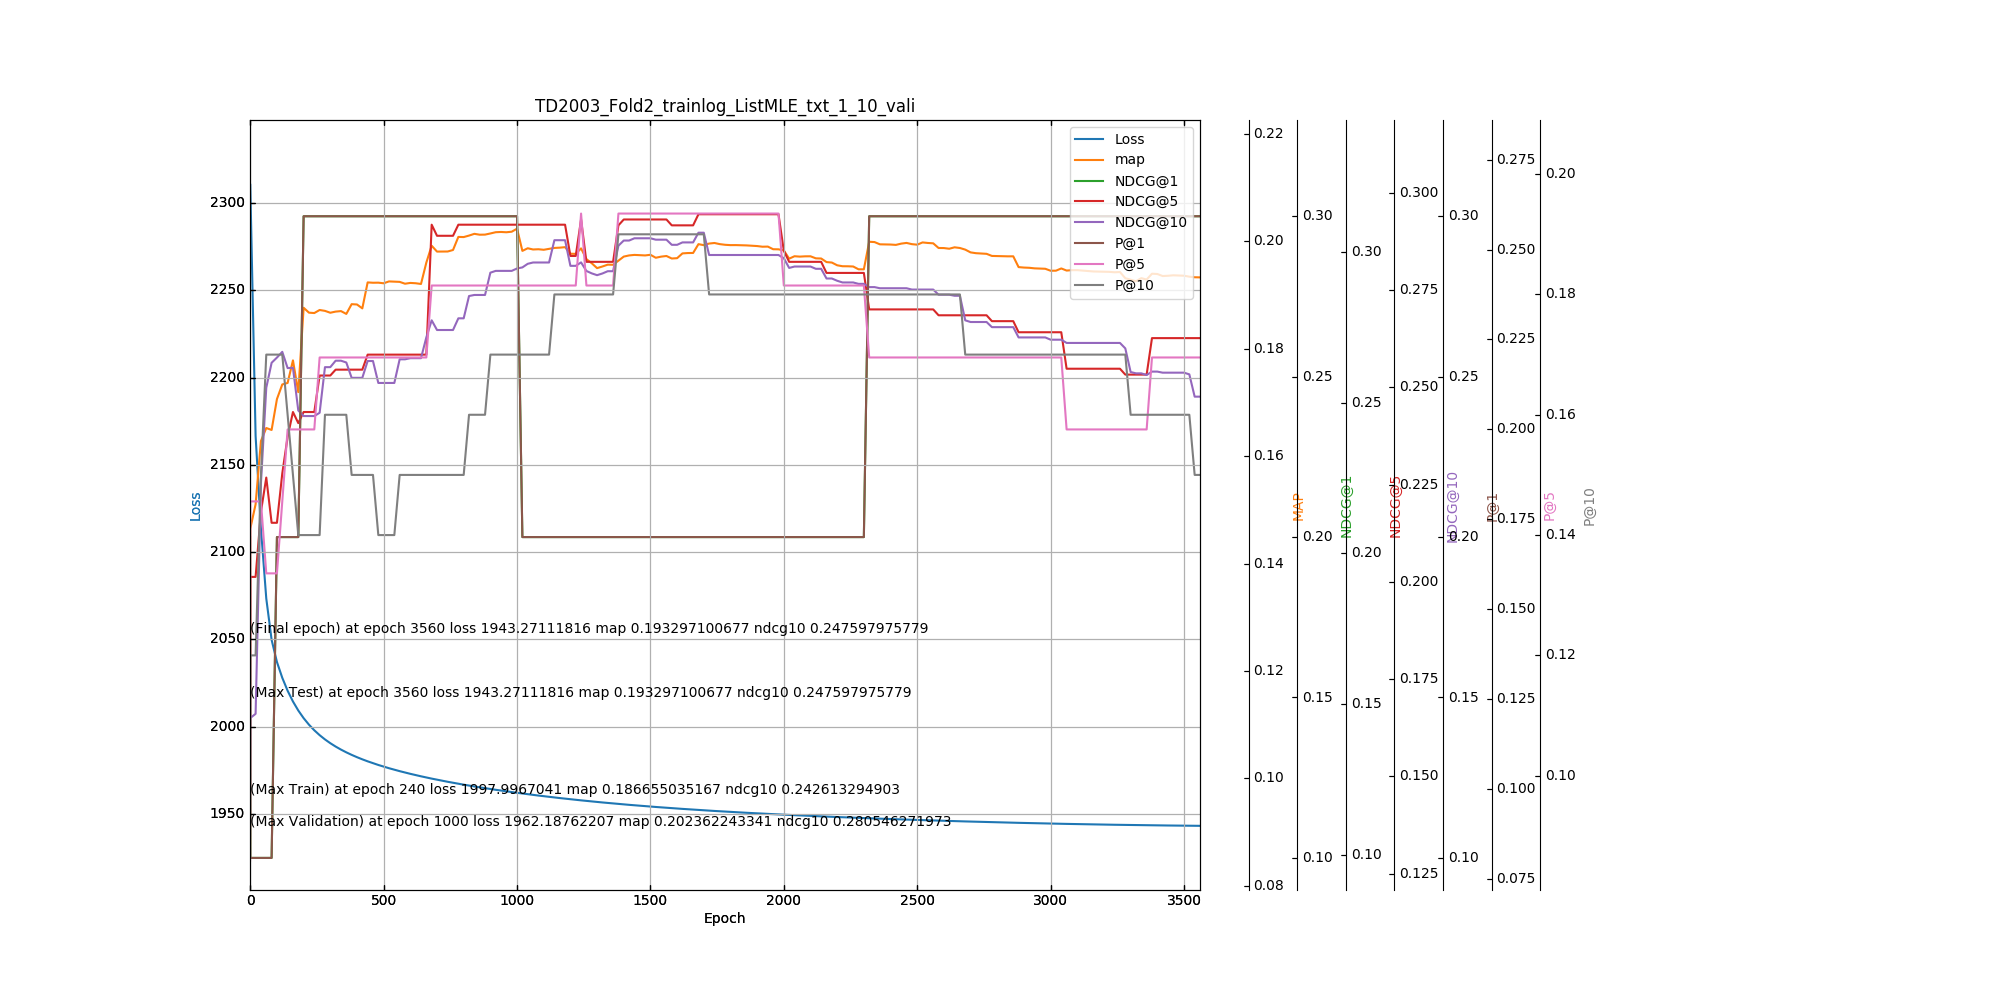 TD2003_Fold2_trainlog_ListMLE_txt_1_10_vali
Loss
map
NDCG@1
NDCG@5
NDCG@10
P@1
P@5
P@10
2300
2250
2200
2150
2100
2050
2000
1950
Loss
(Final epoch) at epoch 3560 loss 1943.27111816 map 0.193297100677 ndcg10 0.247597975779
(Max Test) at epoch 3560 loss 1943.27111816 map 0.193297100677 ndcg10 0.247597975779
(Max Train) at epoch 240 loss 1997.9967041 map 0.186655035167 ndcg10 0.242613294903
(Max Validation) at epoch 1000 loss 1962.18762207 map 0.202362243341 ndcg10 0.280546271973
0 500 1000 1500 2000 2500 3000 3500
Epoch
0.22
0.20
0.18
0.16
0.14
0.12
0.10
0.08
MAP
0.30
0.25
0.20
0.15
0.10
NDCG@1
0.30
0.25
0.20
0.15
0.10
NDCG@5
0.300
0.275
0.250
0.225
0.200
0.175
0.150
0.125
NDCG@10
0.30
0.25
0.20
0.15
0.10
P@1
0.275
0.250
0.225
0.200
0.175
0.150
0.125
0.100
0.075
P@5
0.20
0.18
0.16
0.14
0.12
0.10
P@10